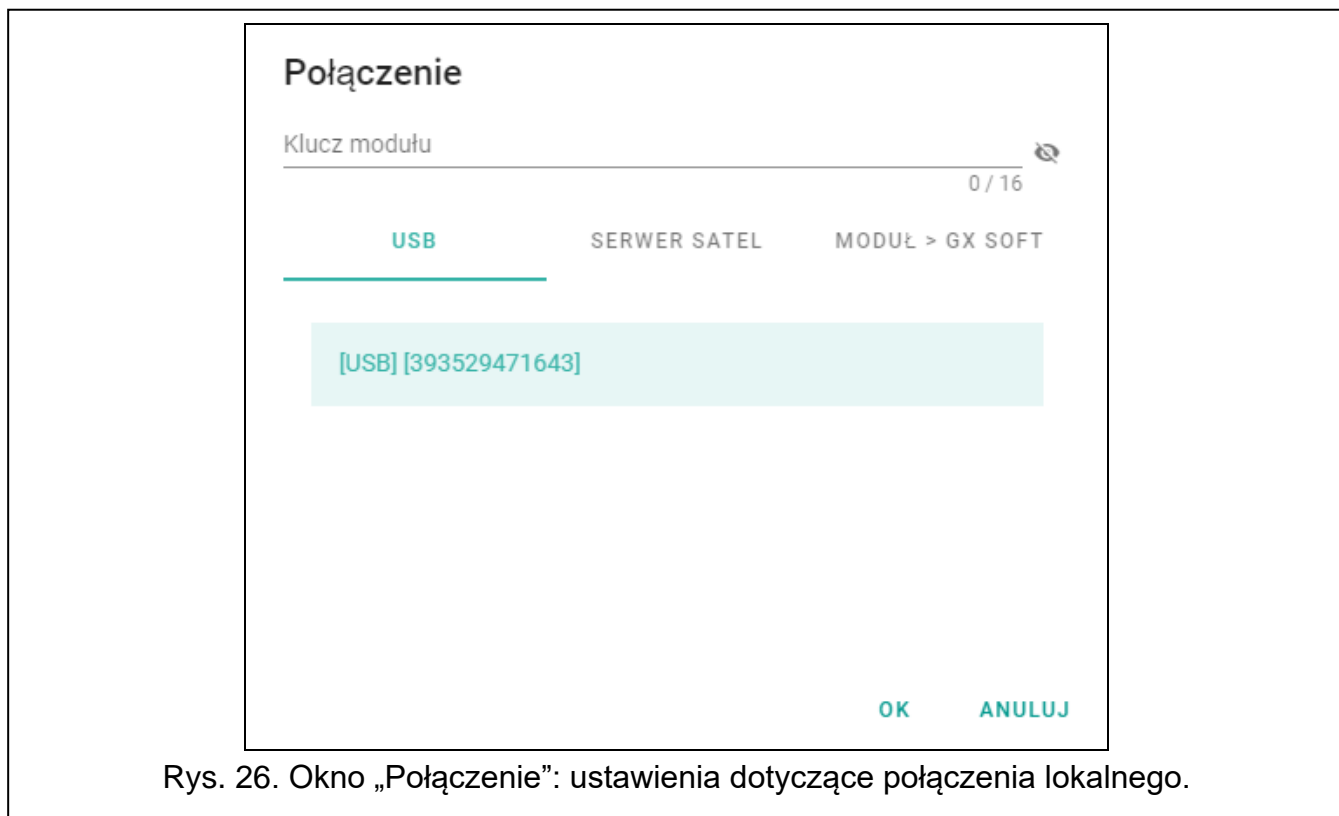 Połączenie
Klucz modułu
0 / 16
USB SERWER SATEL MODUŁ > GX SOFT
[USB] [393529471643]
OK ANULUJ
Rys. 26. Okno „Połączenie”: ustawienia dotyczące połączenia lokalnego.